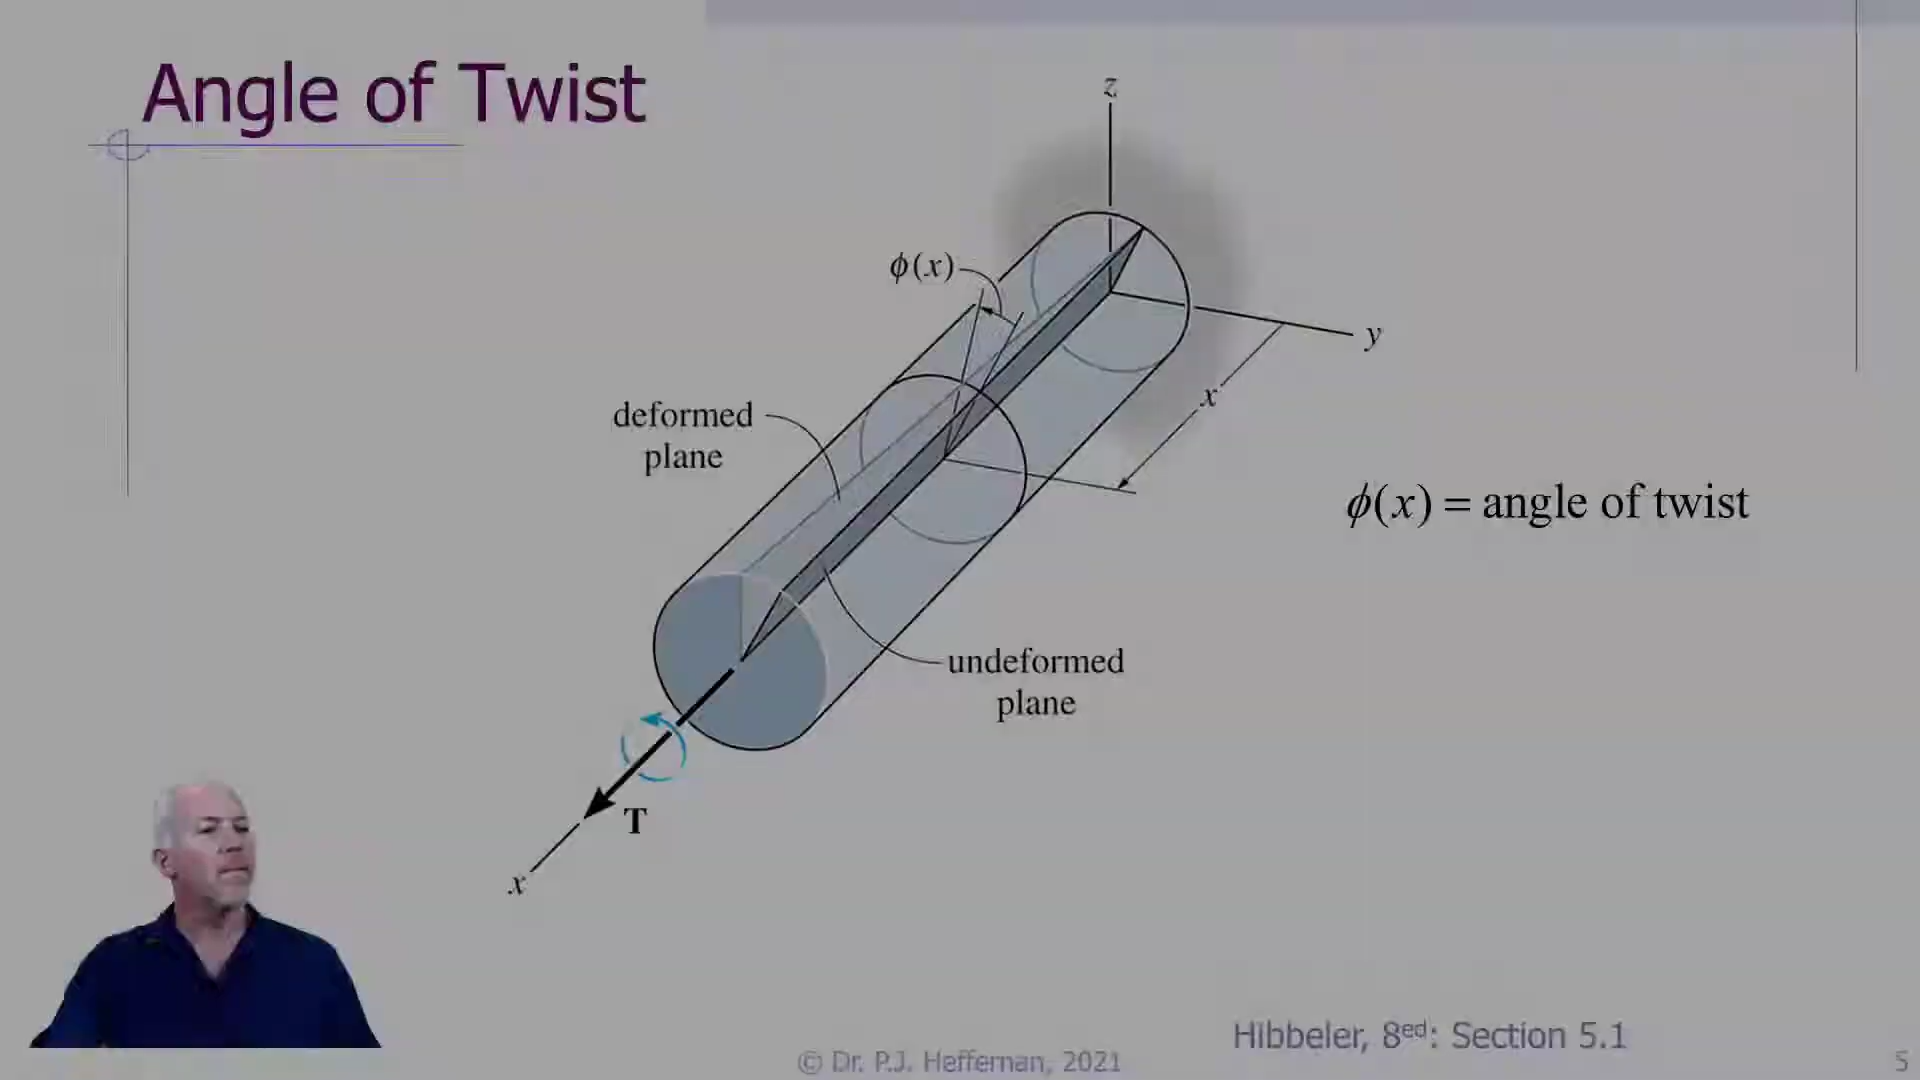 Angle of Twist
z
ϕ(x)
y
x
deformed
plane
ϕ(x) = angle of twist
undeformed
plane
T
x
Hibbeler, 8ed: Section 5.1
© Dr. P.J. Heffernan, 2021
5